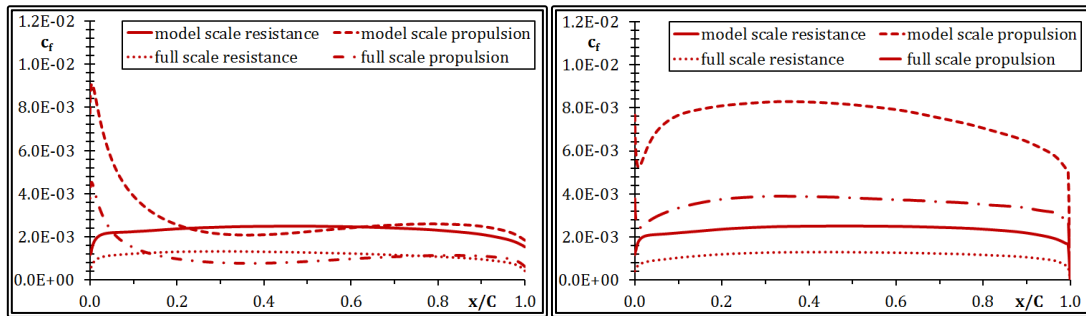 1.2E-02
c_f
1.0E-02
8.0E-03
6.0E-03
4.0E-03
2.0E-03
0.0E+00
model scale resistance
model scale propulsion
full scale resistance
full scale propulsion
0.0
0.2
0.4
0.6
0.8
x/C
1.0
1.2E-02
c_f
1.0E-02
8.0E-03
6.0E-03
4.0E-03
2.0E-03
0.0E+00
model scale resistance
model scale propulsion
full scale resistance
full scale propulsion
0.0
0.2
0.4
0.6
0.8
x/C
1.0